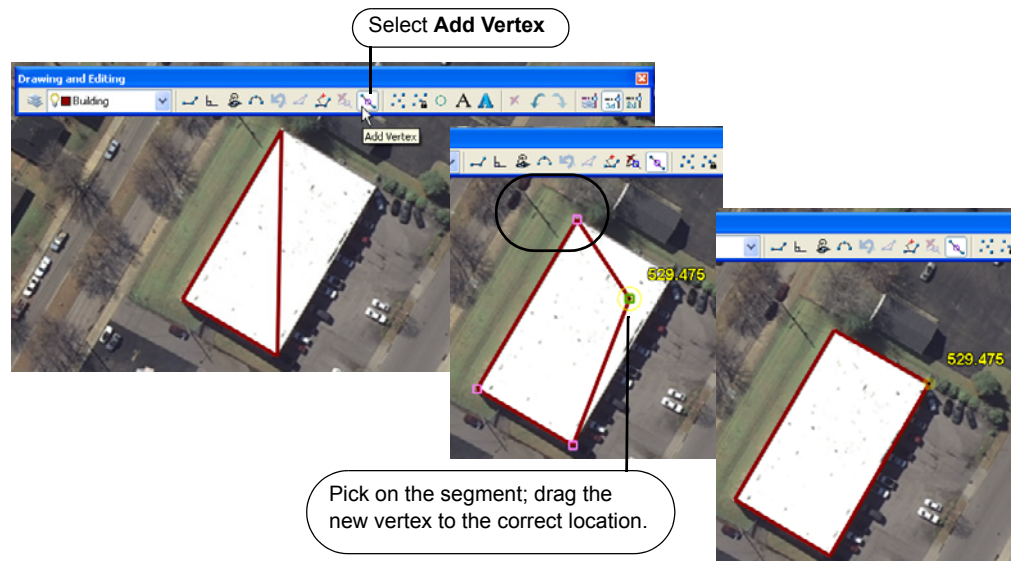 Select Add Vertex
Drawing and Editing
Building
A A
Add Vertex
2d
529.475
529.475
Pick on the segment; drag the
new vertex to the correct location.